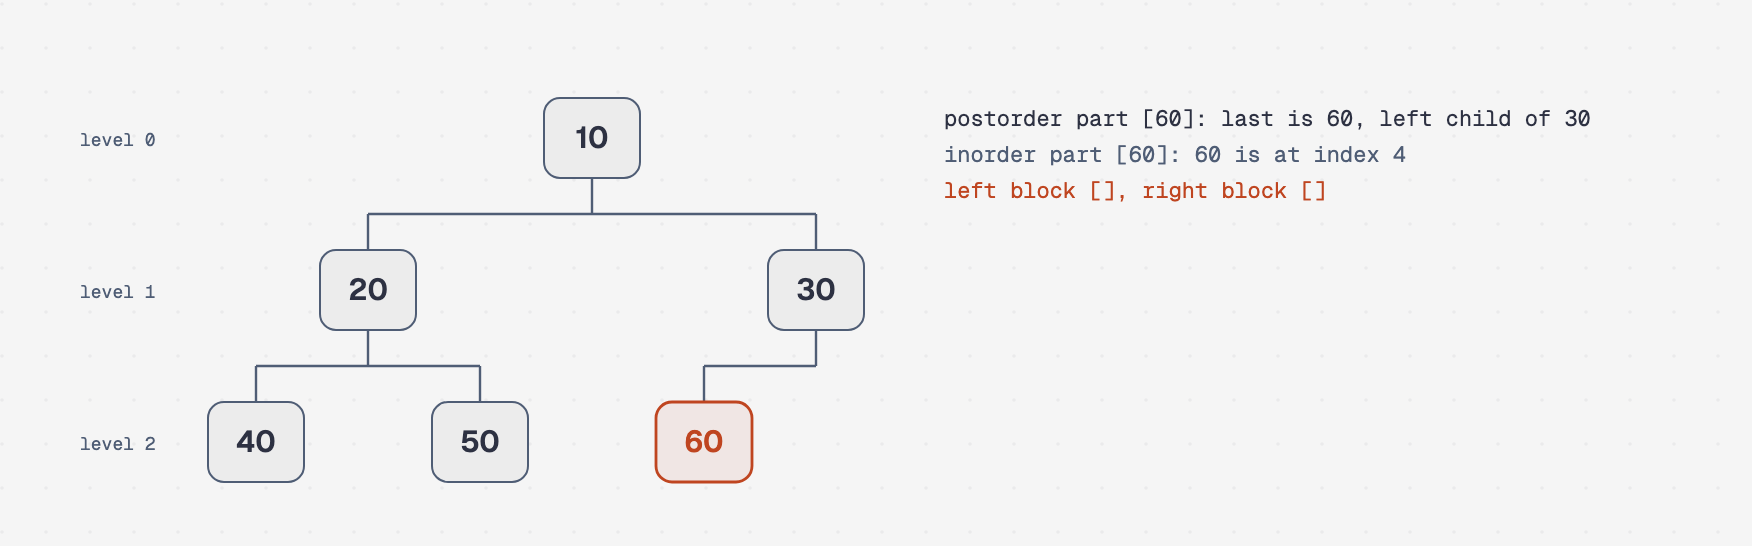 level 0
10
postorder part [60]: last is 60, left child of 30
inorder part [60]: 60 is at index 4
left block [], right block []
level 1
20
30
level 2
40
50
60